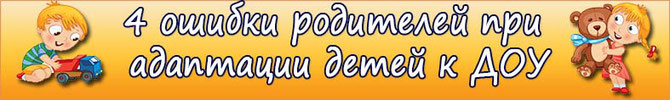 4 ошибки родителей при
адаптации детей к ДОУ